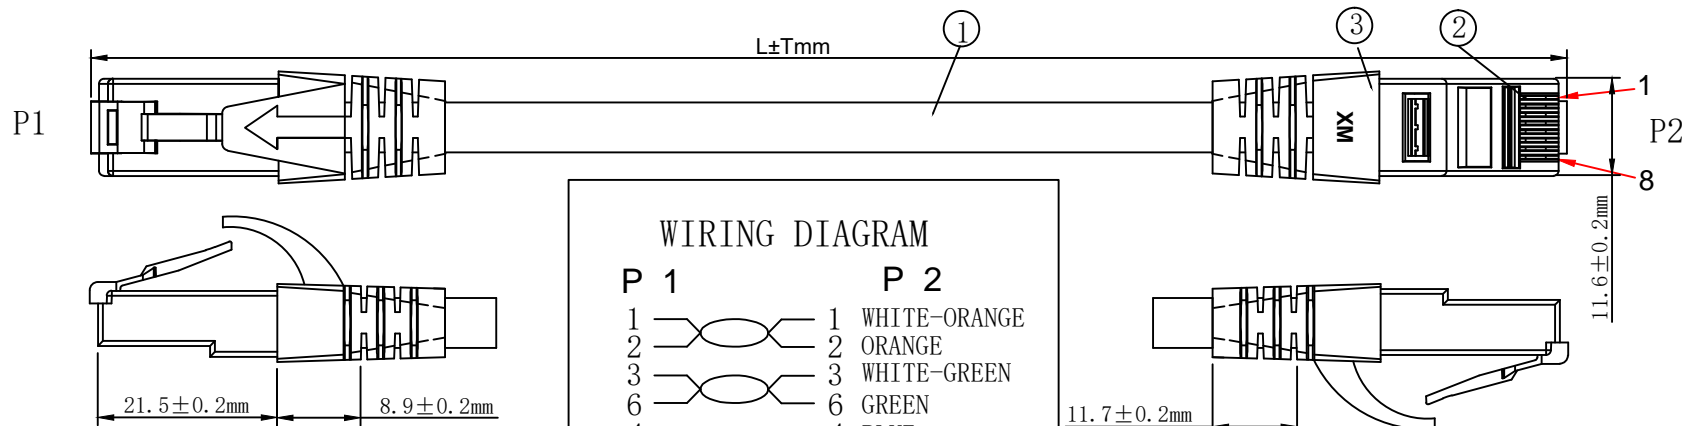 L±Tmm
1
3
2
P1
XM
1
P2
8
11.6±0.2mm
WIRING DIAGRAM
P 1 P 2
1 1 WHITE-ORANGE
2 2 ORANGE
3 3 WHITE-GREEN
6 6 GREEN
21.5±0.2mm
8.9±0.2mm
11.7±0.2mm